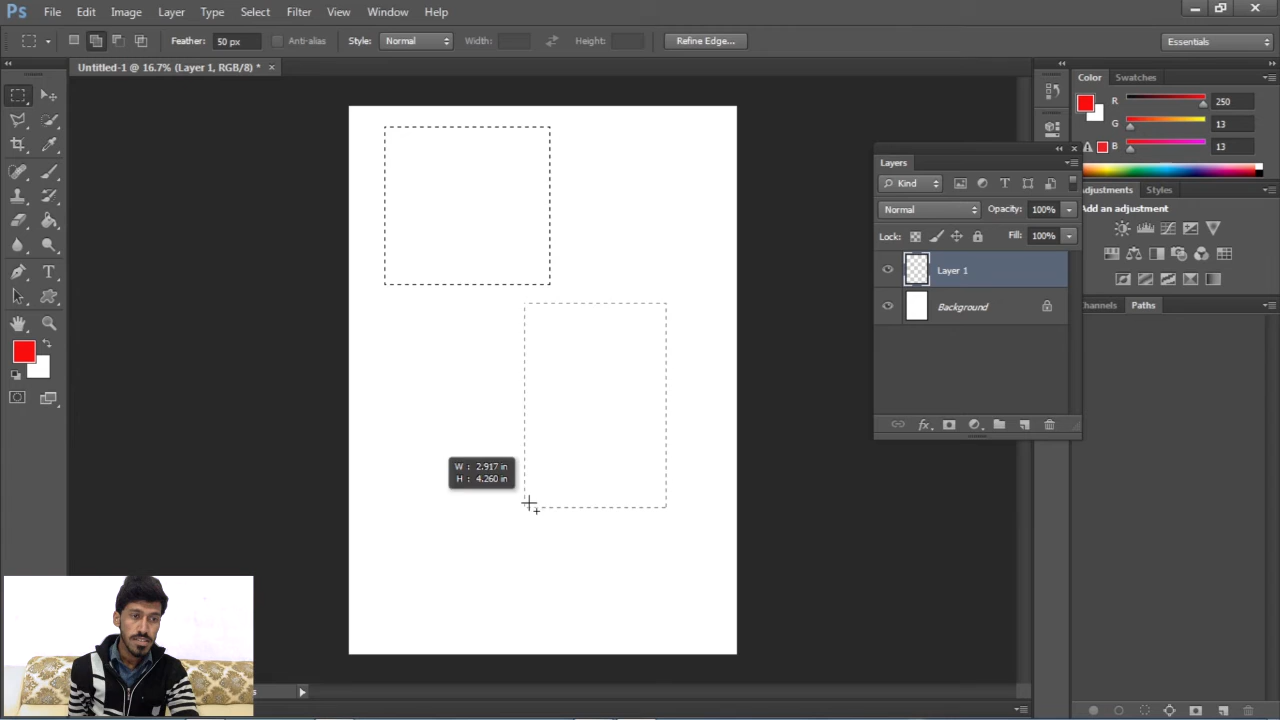 Ps File Edit Image Layer Type Select Filter View Window Help
Feather: 50 px Anti-alias Style: Normal Width: Height: Refine Edge... Essentials
Untitled-1 @ 16.7% (Layer 1, RGB/8) *
Color Swatches
R 250
G 13
B 13
Layers
Kind
Adjustments Styles
Normal Opacity: 100%
Add an adjustment
Lock: Fill: 100%
Layer 1
Background
Channels Paths
W : 2.917 in
H : 4.260 in